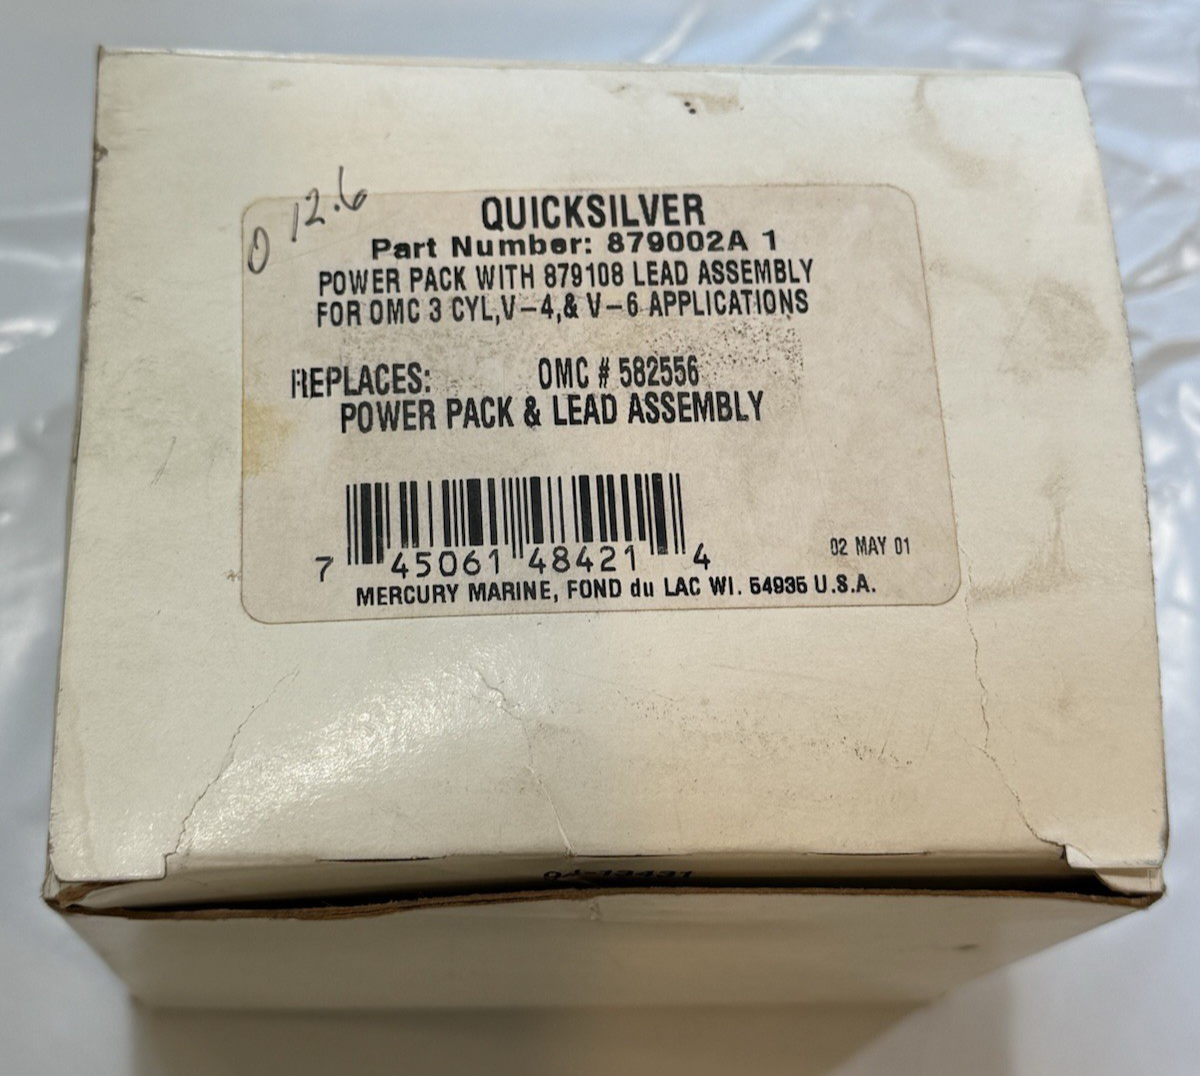 0 12.6
QUICKSILVER
Part Number: 879002A 1
POWER PACK WITH 879108 LEAD ASSEMBLY
FOR OMC 3 CYL,V-4,& V-6 APPLICATIONS
REPLACES: OMC # 582556
POWER PACK & LEAD ASSEMBLY
7 45061 48421 4
02 MAY 01
MERCURY MARINE, FOND du LAC WI. 54935 U.S.A.